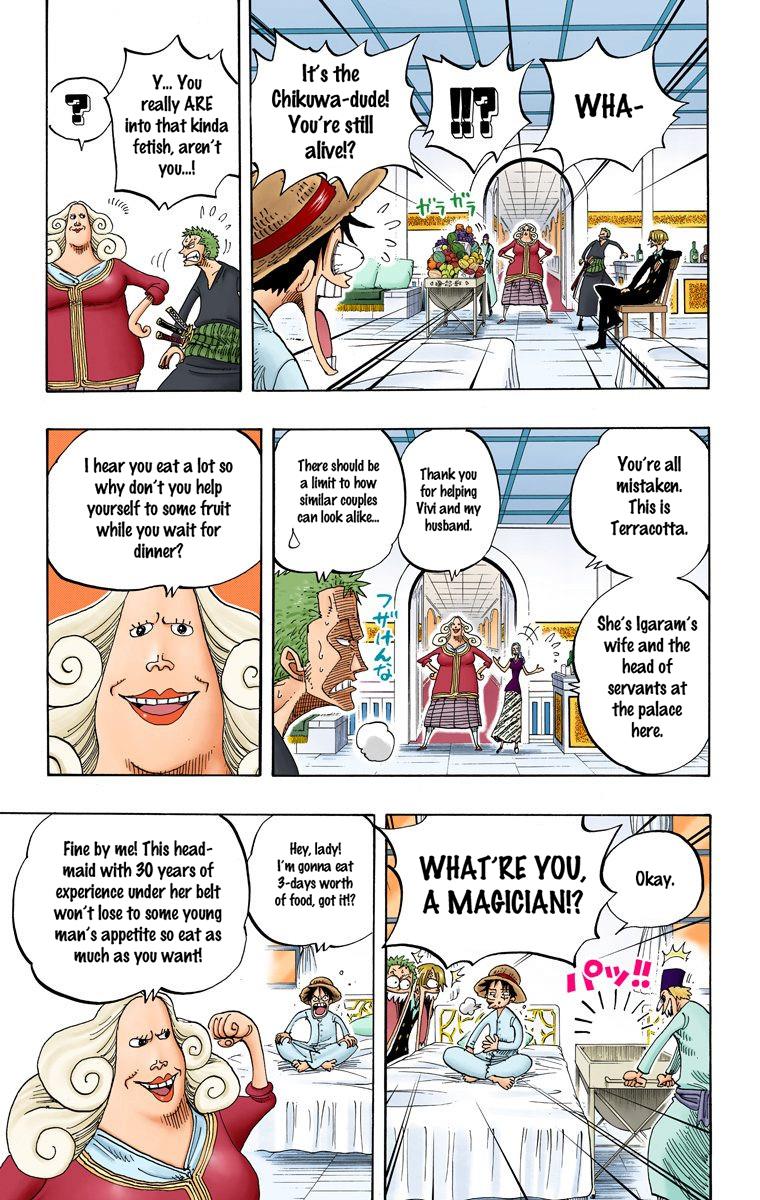 WHA-
!!?
It's the
Chikuwa-dude!
You're still
alive!?
ガラガラ
Y... You
really ARE
into that kinda
fetish, aren't
you...!
?
You're all
mistaken.
This is
Terracotta.
She's Igaram's
wife and the
head of
servants at
the palace
here.
Thank you
for helping
Vivi and my
husband.
There should be
a limit to how
similar couples
can look alike...
フザけんな
I hear you eat a lot so
why don't you help
yourself to some fruit
while you wait for
dinner?
Okay.
パッ!!
WHAT'RE YOU,
A MAGICIAN!?
Hey, lady!
I'm gonna eat
3-days worth
of food, got it!?
Fine by me! This head-
maid with 30 years of
experience under her belt
won't lose to some young
man's appetite so eat as
much as you want!